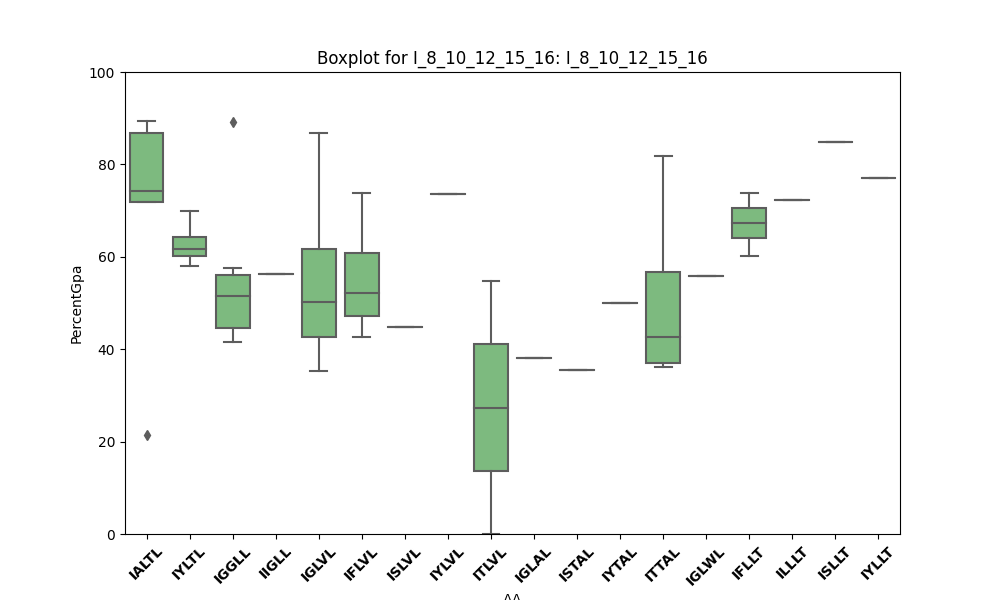 Boxplot for I_8_10_12_15_16: I_8_10_12_15_16
100
80
60
40
20
0
PercentGpa
IALTL
IYLTL
IGGLL
IIGLL
IGLVL
IFLVL
ISLVL
IYLVL
ITLVL
IGLAL
ISTAL
IYTAL
ITTAL
IGLWL
IFLLT
ILLLT
ISLLT
IYLLT
AA